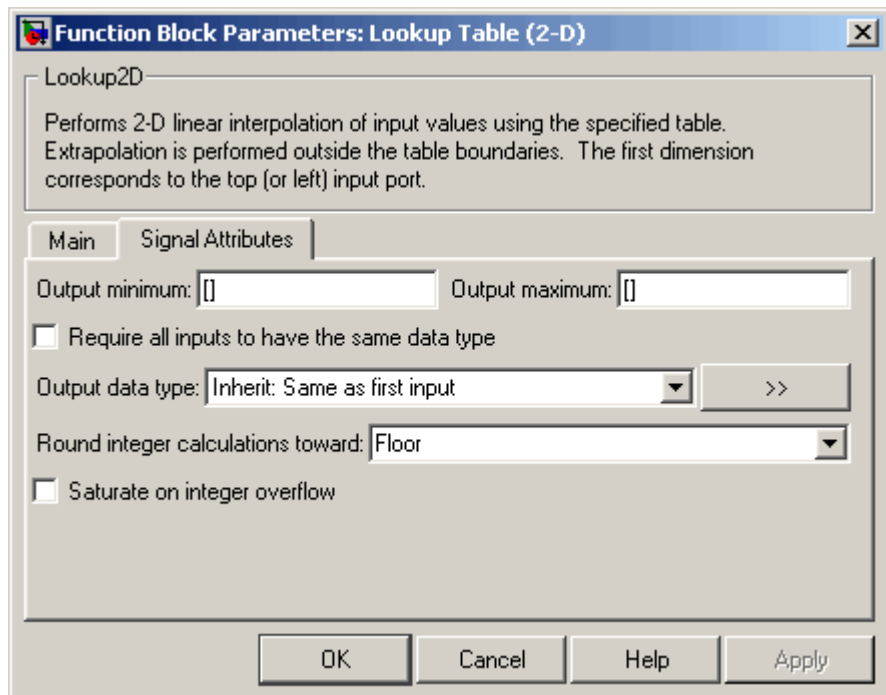 Function Block Parameters: Lookup Table (2-D)
Lookup2D
Performs 2-D linear interpolation of input values using the specified table.
Extrapolation is performed outside the table boundaries.  The first dimension
corresponds to the top (or left) input port.
Main Signal Attributes
Output minimum: [] Output maximum: []
Require all inputs to have the same data type
Output data type: Inherit: Same as first input >>
Round integer calculations toward: Floor
Saturate on integer overflow
OK Cancel Help Apply